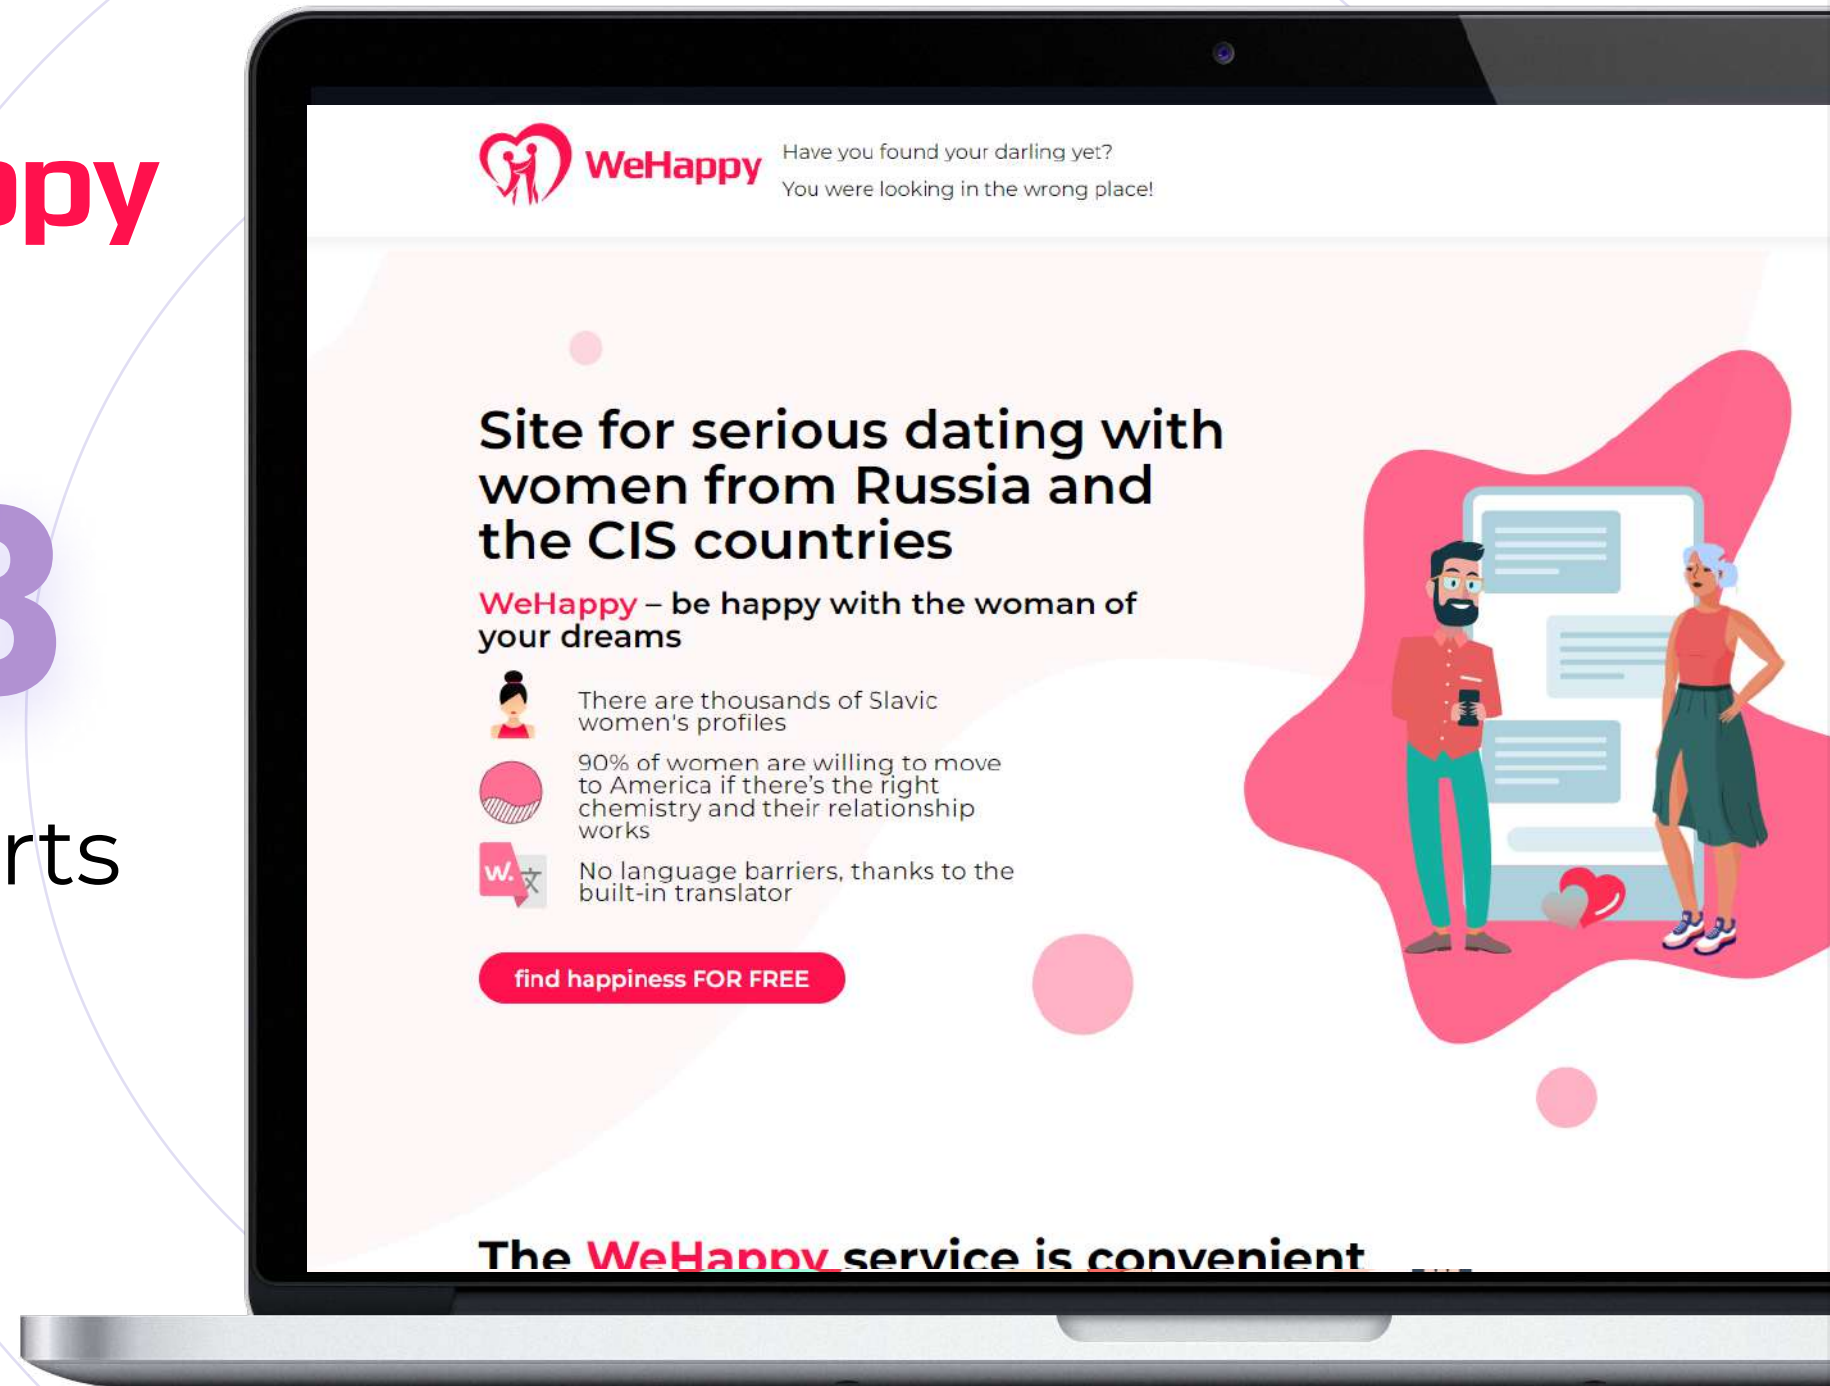 WeHappy
Have you found your darling yet?
You were looking in the wrong place!
Site for serious dating with
women from Russia and
the CIS countries
WeHappy – be happy with the woman of
your dreams
There are thousands of Slavic
women's profiles
90% of women are willing to move
to America if there's the right
chemistry and their relationship
works
W.
No language barriers, thanks to the
built-in translator
find happiness FOR FREE
The WeHappy service is convenient
ppy
3
rts